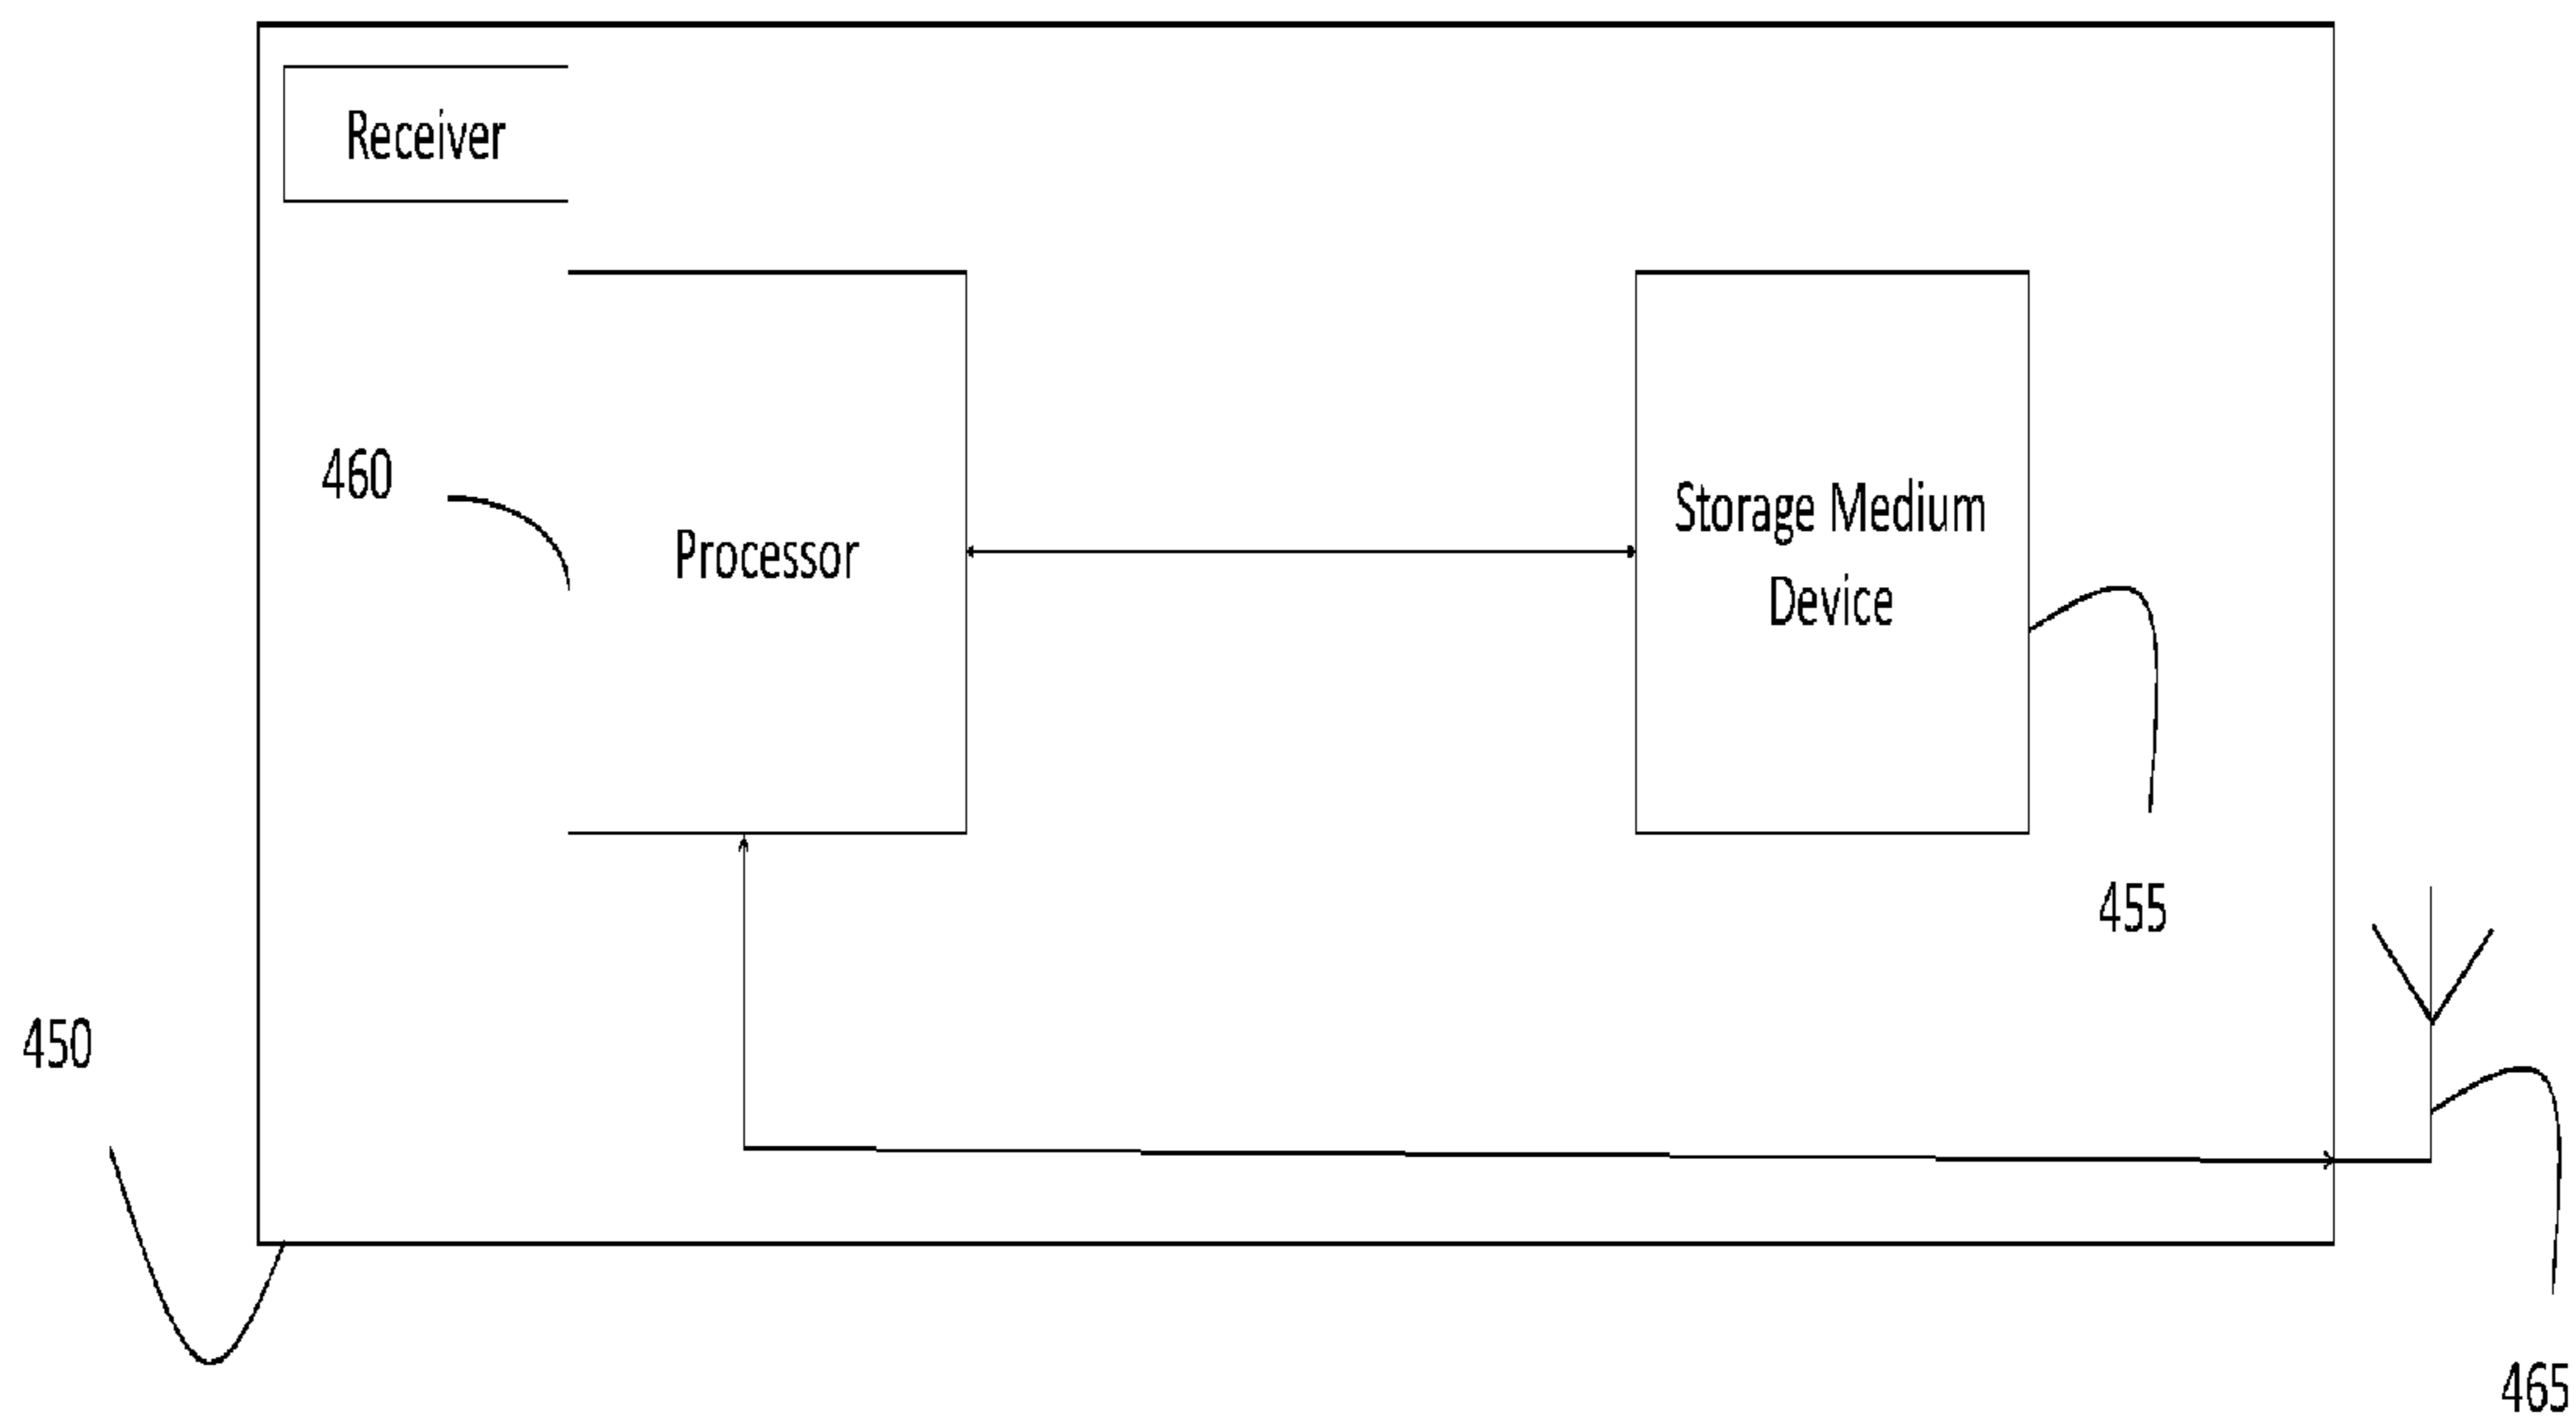 Receiver
460
Processor
Storage Medium
Device
455
450
465